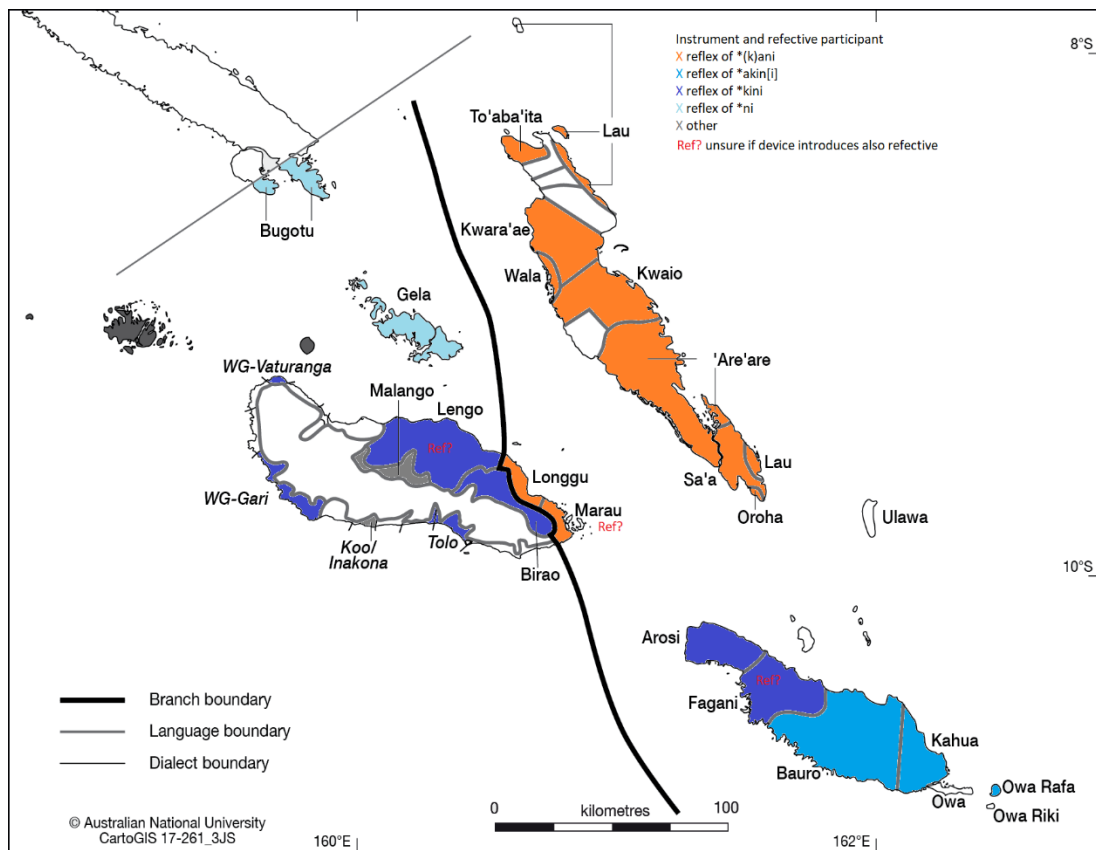 8°S
Instrument and refective participant
X reflex of *(k)ani
X reflex of *akin[i]
X reflex of *kini
X reflex of *ni
X other
Ref? unsure if device introduces also refective
To'aba'ita
Lau
Bugotu
Kwara'ae
Wala
Kwaio
Gela
'Are'are
WG-Vaturanga
Malango
Lengo
Ref?
Longgu
Lau
Sa'a
Oroha
WG-Gari
Marau
Ref?
Ulawa
Koo/
Inakona
Tolo
Birao
10°S
Arosi
Ref?
Fagani
Branch boundary
Language boundary
Dialect boundary
Kahua
Bauro
Owa Rafa
Owa
Owa Riki
0 kilometres 100
© Australian National University
CartoGIS 17-261_3JS
160°E
162°E